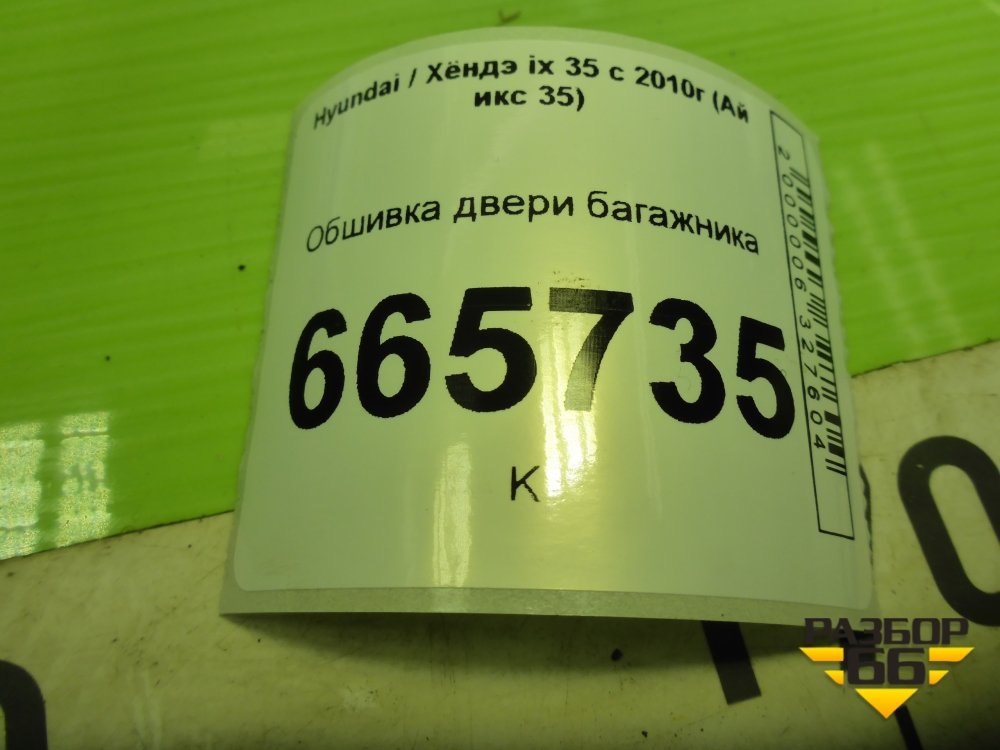 Hyundai / Хёндэ ix 35 с 2010г (Ай
икс 35)
Обшивка двери багажника
665735
К
2000006327604
РАЗБОР
66